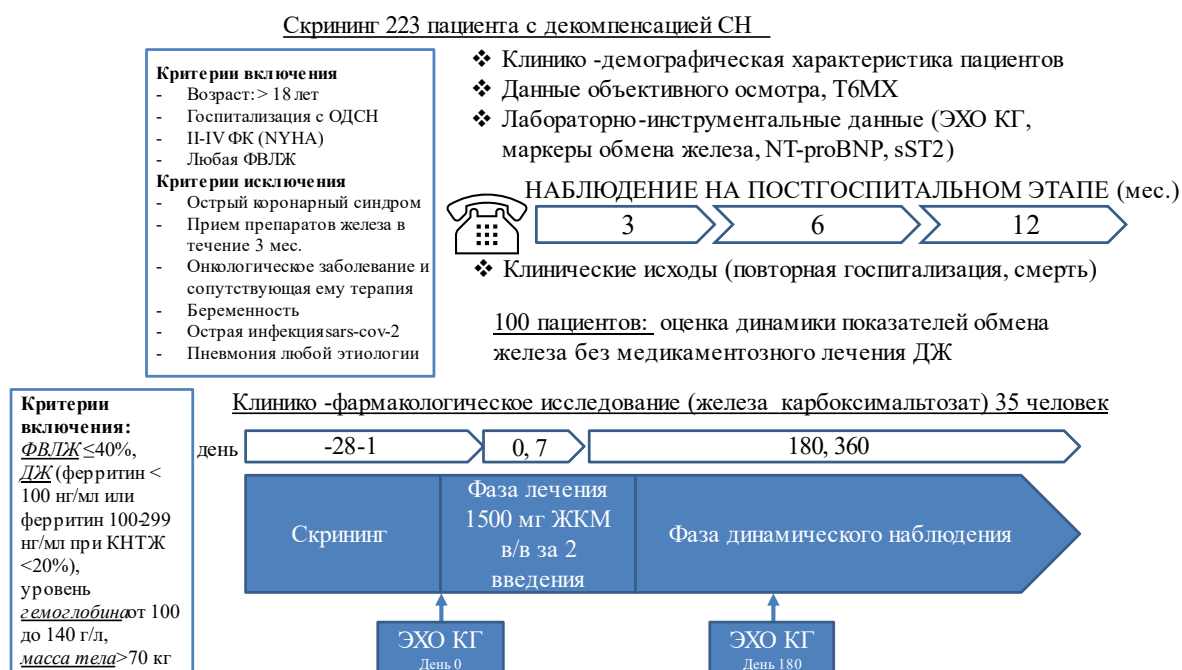 Скрининг 223 пациента с декомпенсацией СН
Критерии включения
- Возраст: > 18 лет
- Госпитализация с ОДСН
- II-IV ФК (NYHA)
- Любая ФВЛЖ
Критерии исключения
- Острый коронарный синдром
- Прием препаратов железа в
течение 3 мес.
- Онкологическое заболевание и
сопутствующая ему терапия
- Беременность
- Острая инфекцияsars-cov-2
- Пневмония любой этиологии
❖ Клинико -демографическая характеристика пациентов
❖ Данные объективного осмотра, Т6МХ
❖ Лабораторно-инструментальные данные (ЭХО КГ,
маркеры обмена железа, NT-proBNP, sST2)
НАБЛЮДЕНИЕ НА ПОСТГОСПИТАЛЬНОМ ЭТАПЕ (мес.)
3 6 12
❖ Клинические исходы (повторная госпитализация, смерть)
100 пациентов: оценка динамики показателей обмена
железа без медикаментозного лечения ДЖ
Критерии
включения:
ФВЛЖ ≤40%,
ДЖ (ферритин <
100 нг/мл или
ферритин 100-299
нг/мл при КНТЖ
<20%),
уровень
гемоглобинаот 100
до 140 г/л,
масса тела>70 кг
Клинико -фармакологическое исследование (железа карбоксимальтозат) 35 человек
день -28-1 0, 7 180, 360
Скрининг
Фаза лечения
1500 мг ЖКМ
в/в за 2
введения
Фаза динамического наблюдения
ЭХО КГ
День 0
ЭХО КГ
День 180